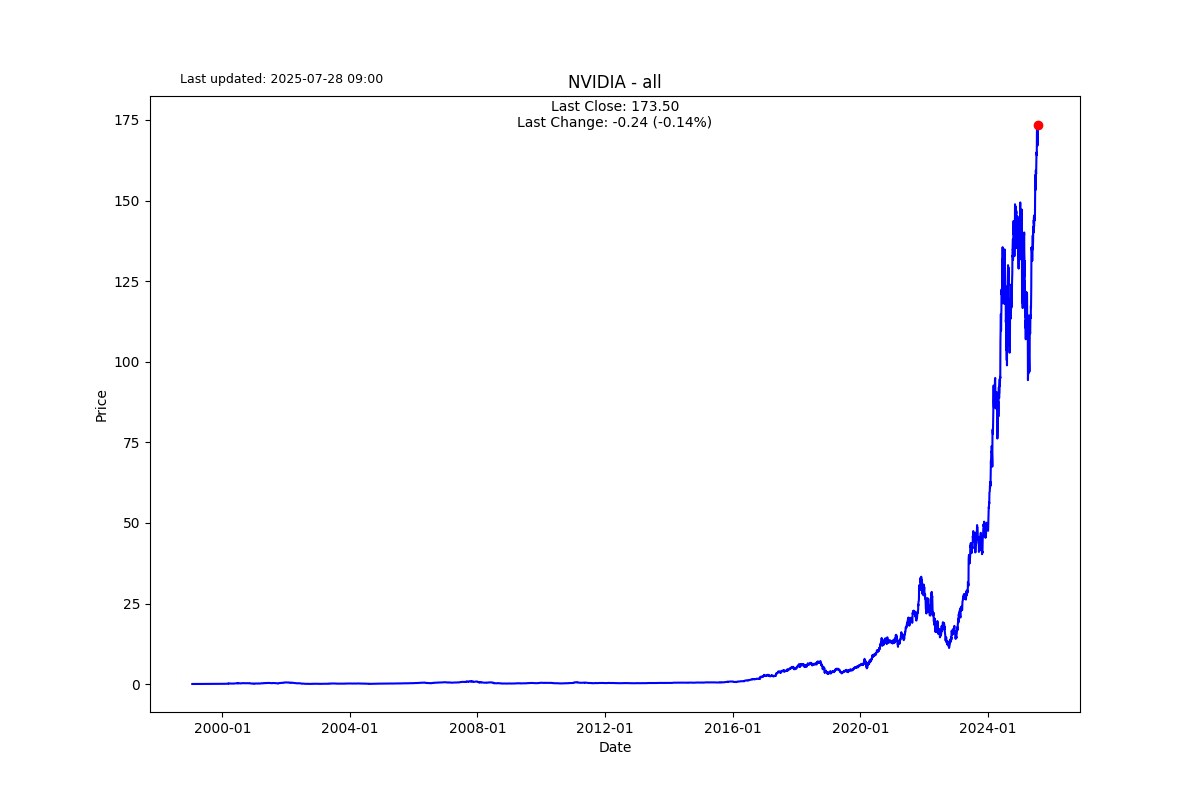 Last updated: 2025-07-28 09:00
NVIDIA - all
Last Close: 173.50
Last Change: -0.24 (-0.14%)
175
150
125
100
75
50
25
0
Price
2000-01
2004-01
2008-01
2012-01
2016-01
2020-01
2024-01
Date